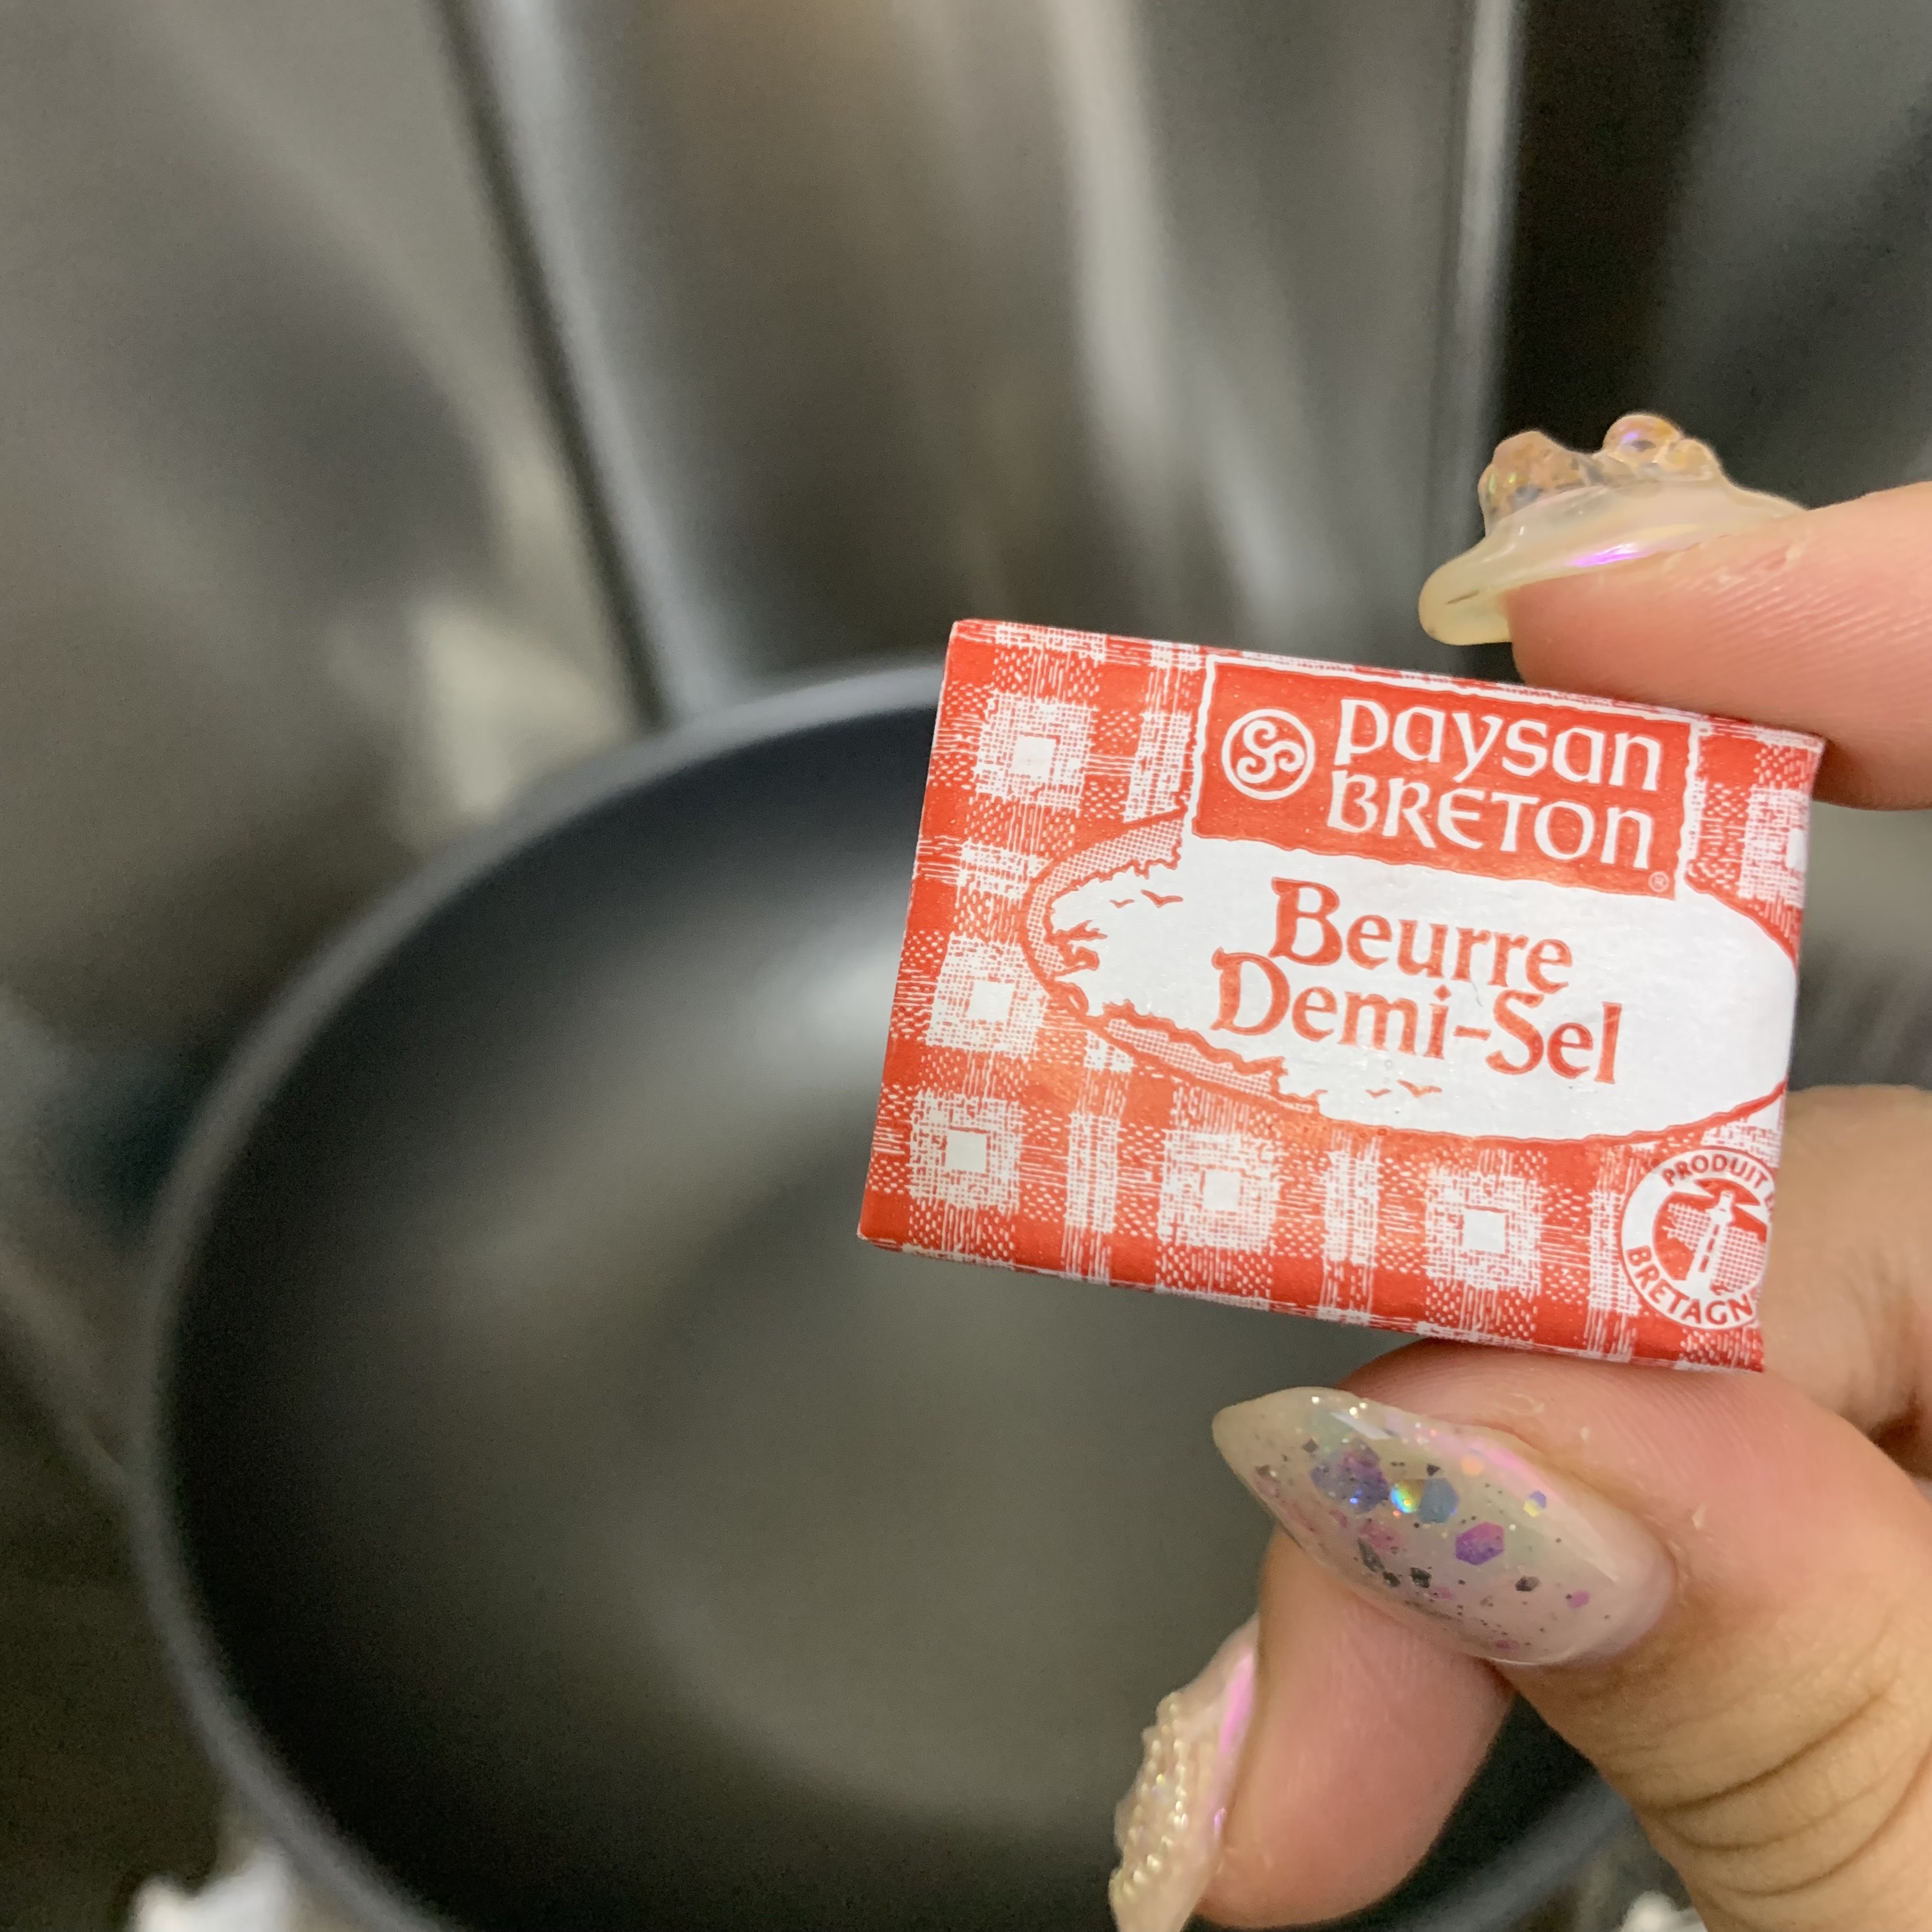 paysan
BRETON
®
Beurre
Demi-Sel
PRODUIT
BRETAGN